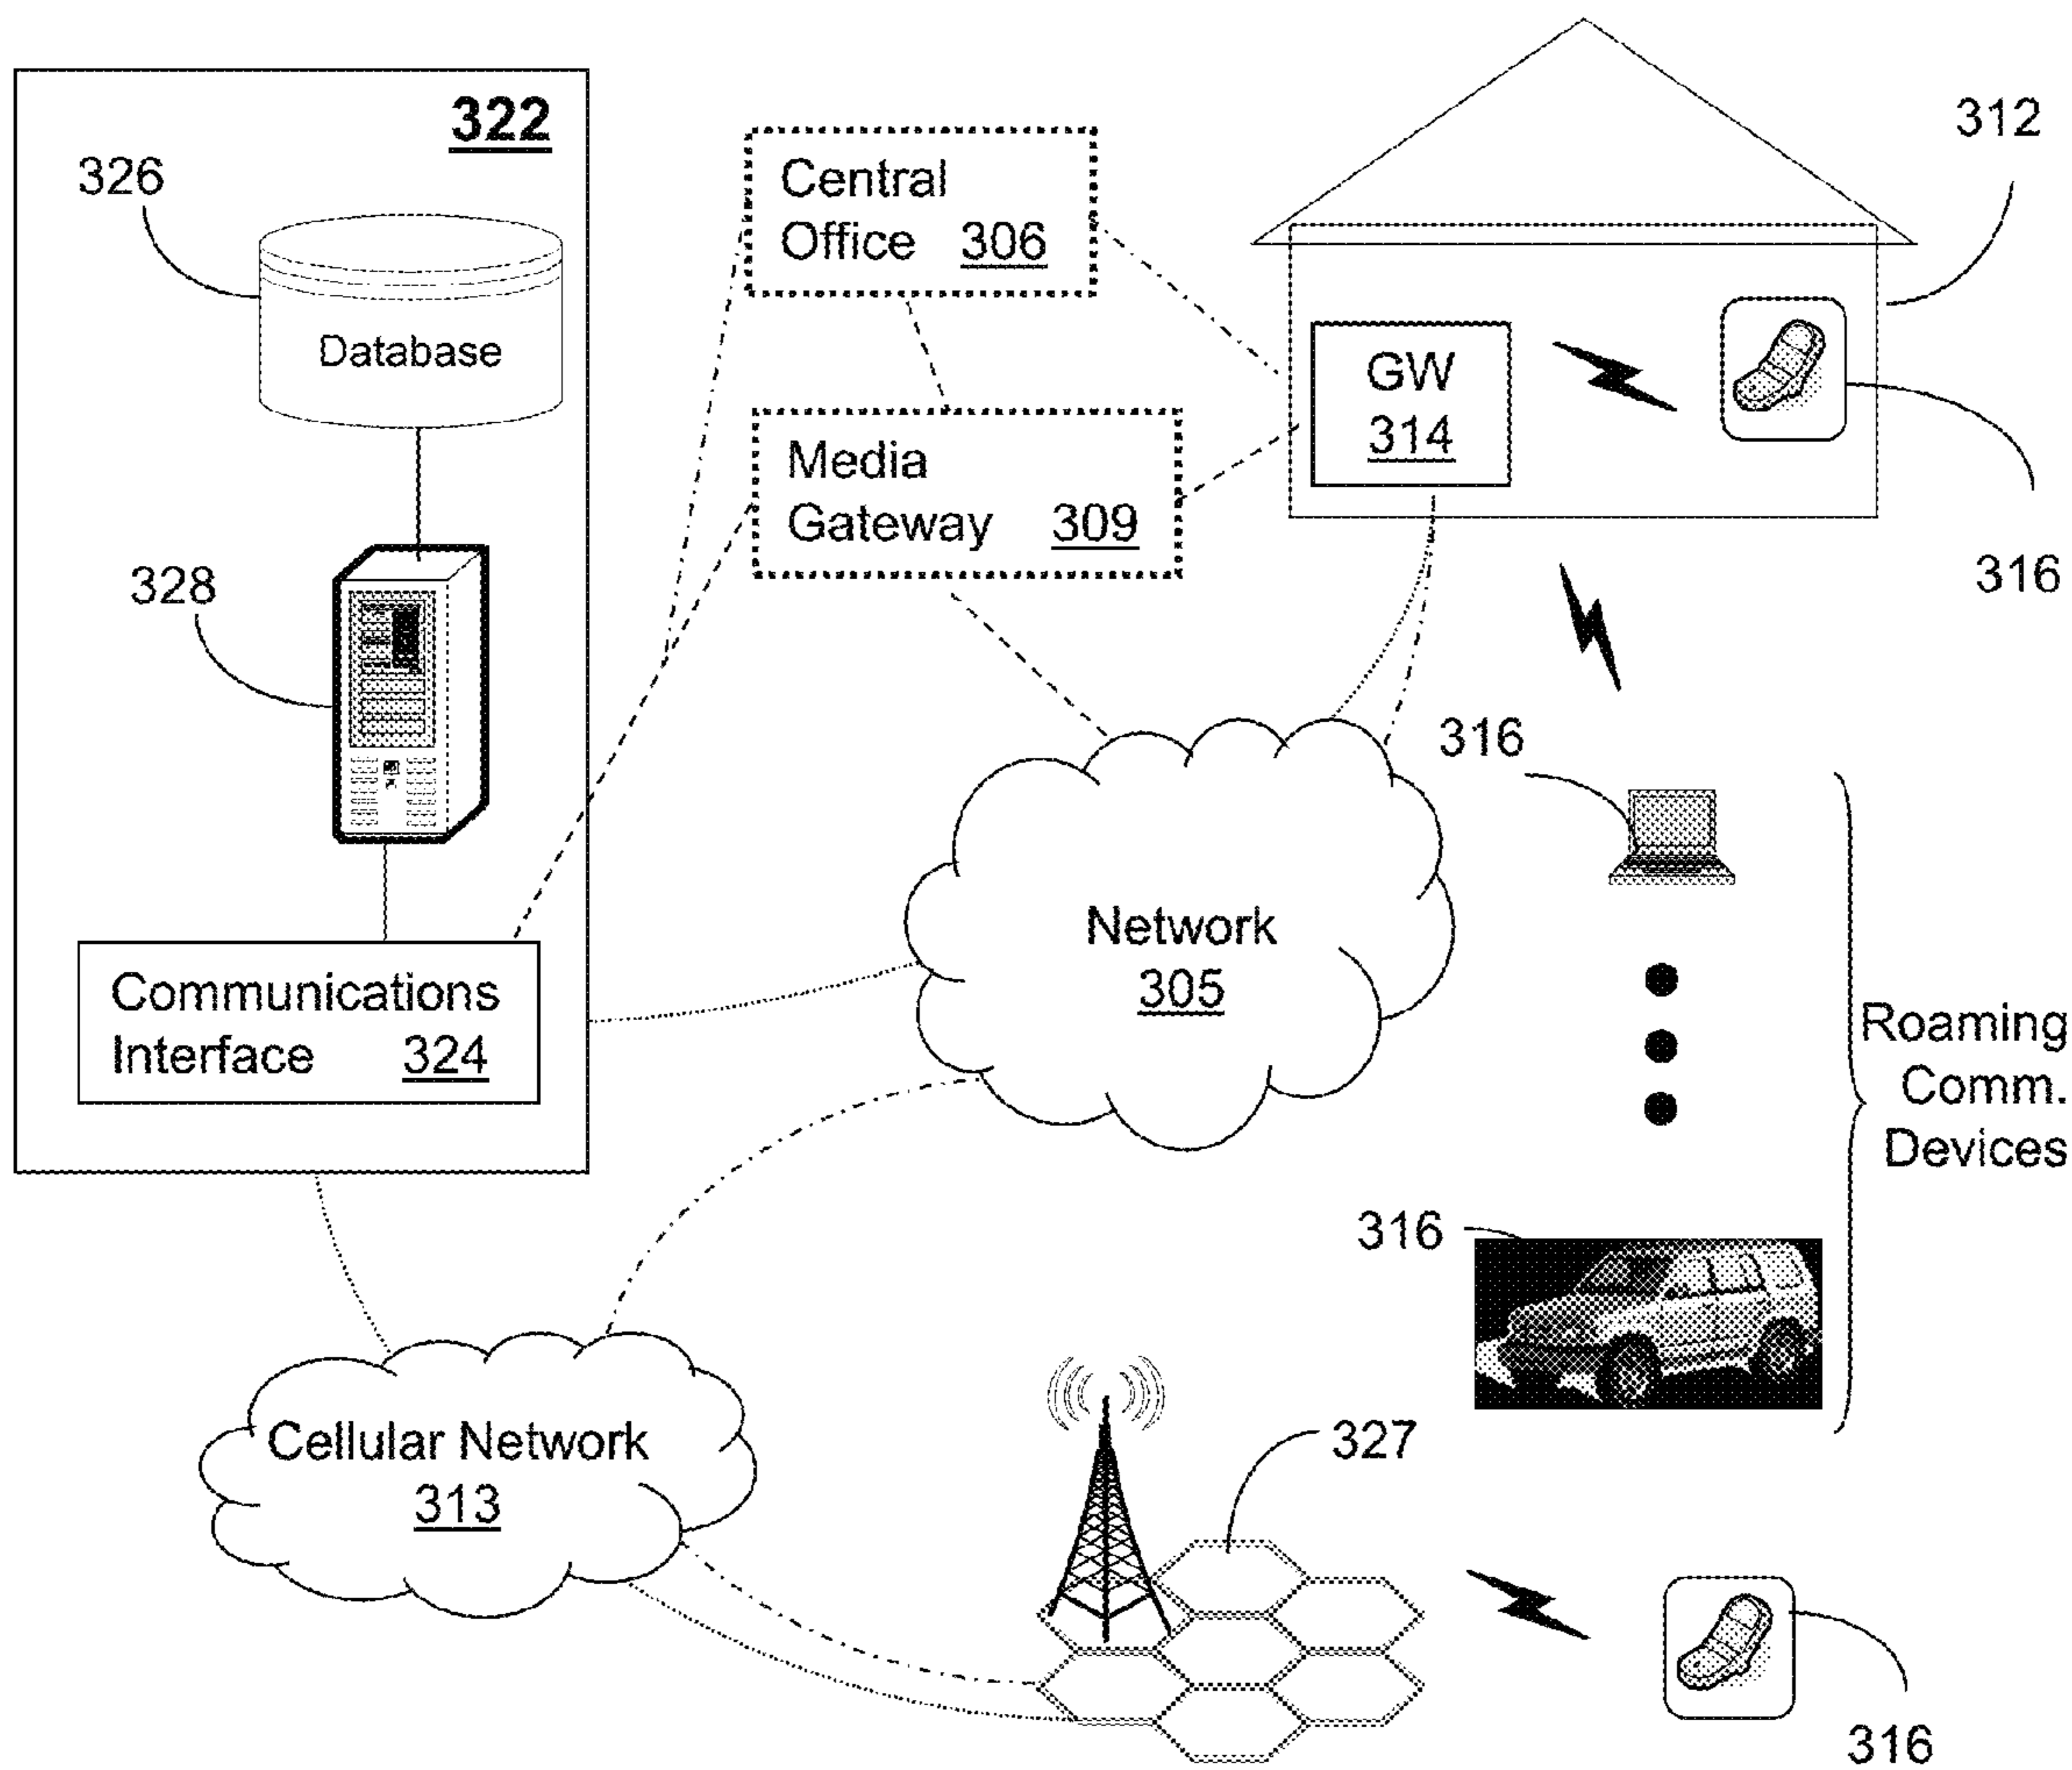 322
326
Database
328
Communications
Interface 324
Central
Office 306
Media
Gateway 309
312
GW
314
316
316
Network
305
Roaming
Comm.
Devices
316
Cellular Network
313
327
316